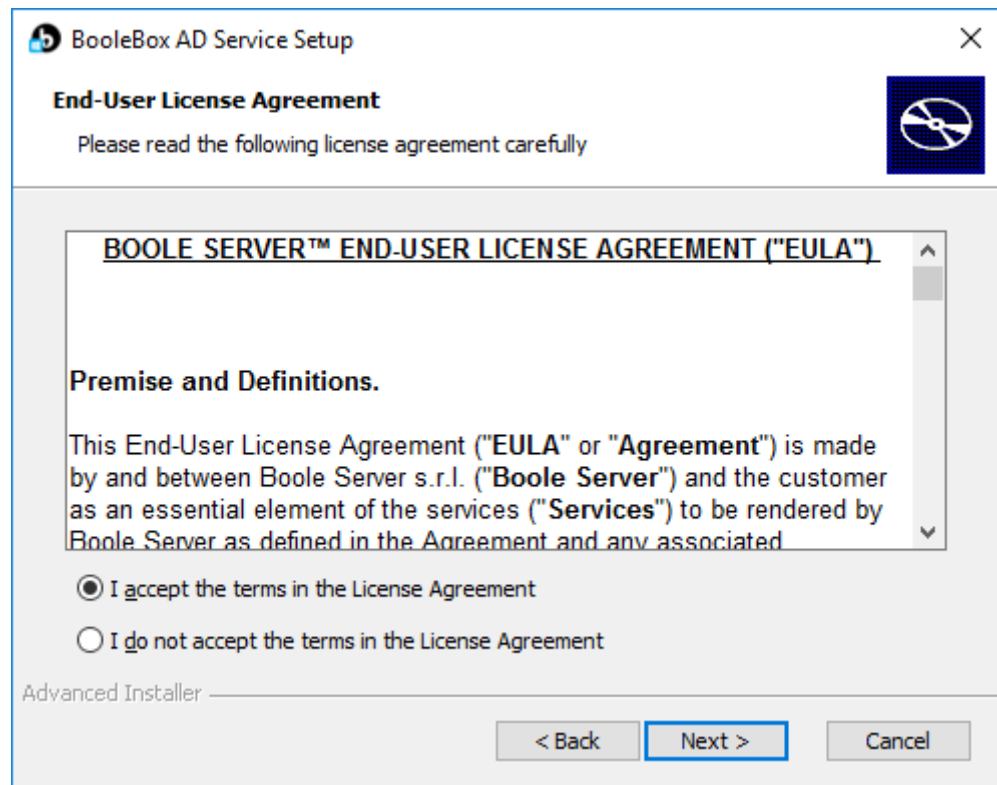 BooleBox AD Service Setup
End-User License Agreement
Please read the following license agreement carefully
BOOLE SERVER™ END-USER LICENSE AGREEMENT ("EULA")
Premise and Definitions.
This End-User License Agreement ("EULA" or "Agreement") is made
by and between Boole Server s.r.l. ("Boole Server") and the customer
as an essential element of the services ("Services") to be rendered by
Boole Server as defined in the Agreement and any associated
I accept the terms in the License Agreement
I do not accept the terms in the License Agreement
Advanced Installer
< Back Next > Cancel